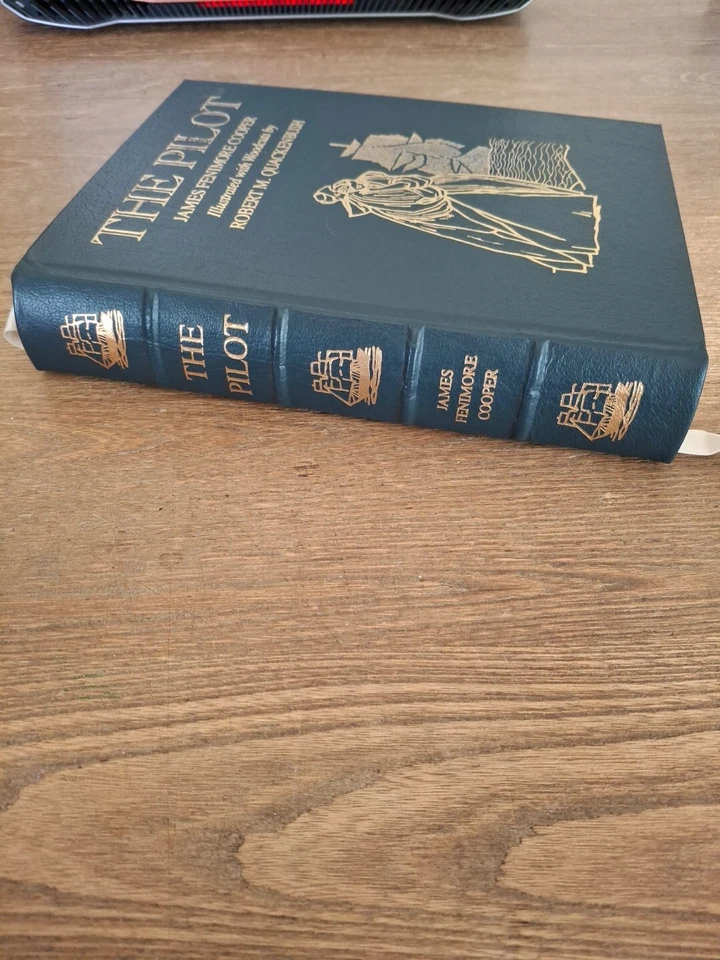 THE PILOT
JAMES FENIMORE COOPER
Illustrated with Woodcuts by
ROBERT M. QUACKENBUSH
THE
PILOT
JAMES
FENIMORE
COOPER